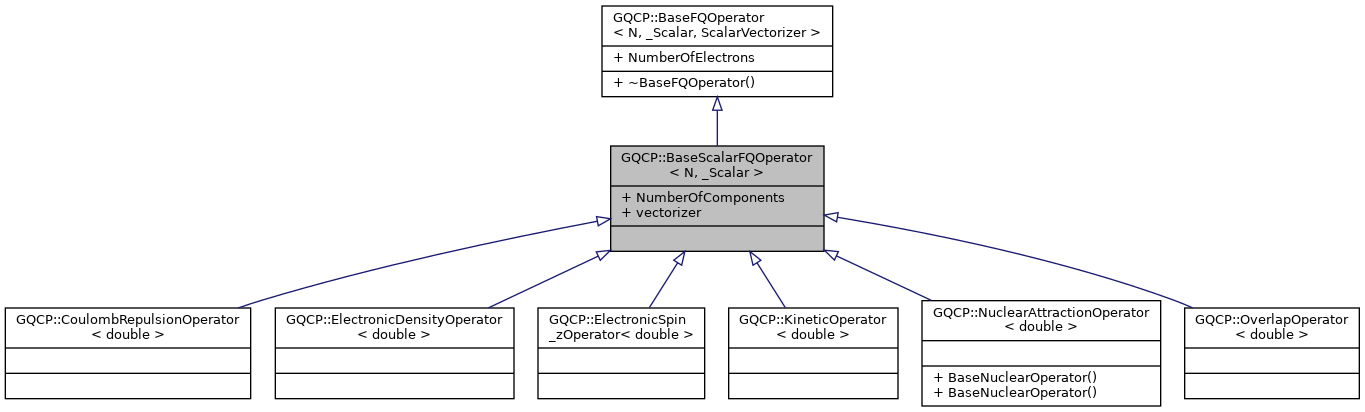 GQCP::BaseFQOperator
< N, _Scalar, ScalarVectorizer >
+ NumberOfElectrons
+ ~BaseFQOperator()
GQCP::BaseScalarFQOperator
< N, _Scalar >
+ NumberOfComponents
+ vectorizer
GQCP::CoulombRepulsionOperator
< double >
GQCP::ElectronicDensityOperator
< double >
GQCP::ElectronicSpin
_zOperator< double >
GQCP::KineticOperator
< double >
GQCP::NuclearAttractionOperator
< double >
+ BaseNuclearOperator()
+ BaseNuclearOperator()
GQCP::OverlapOperator
< double >